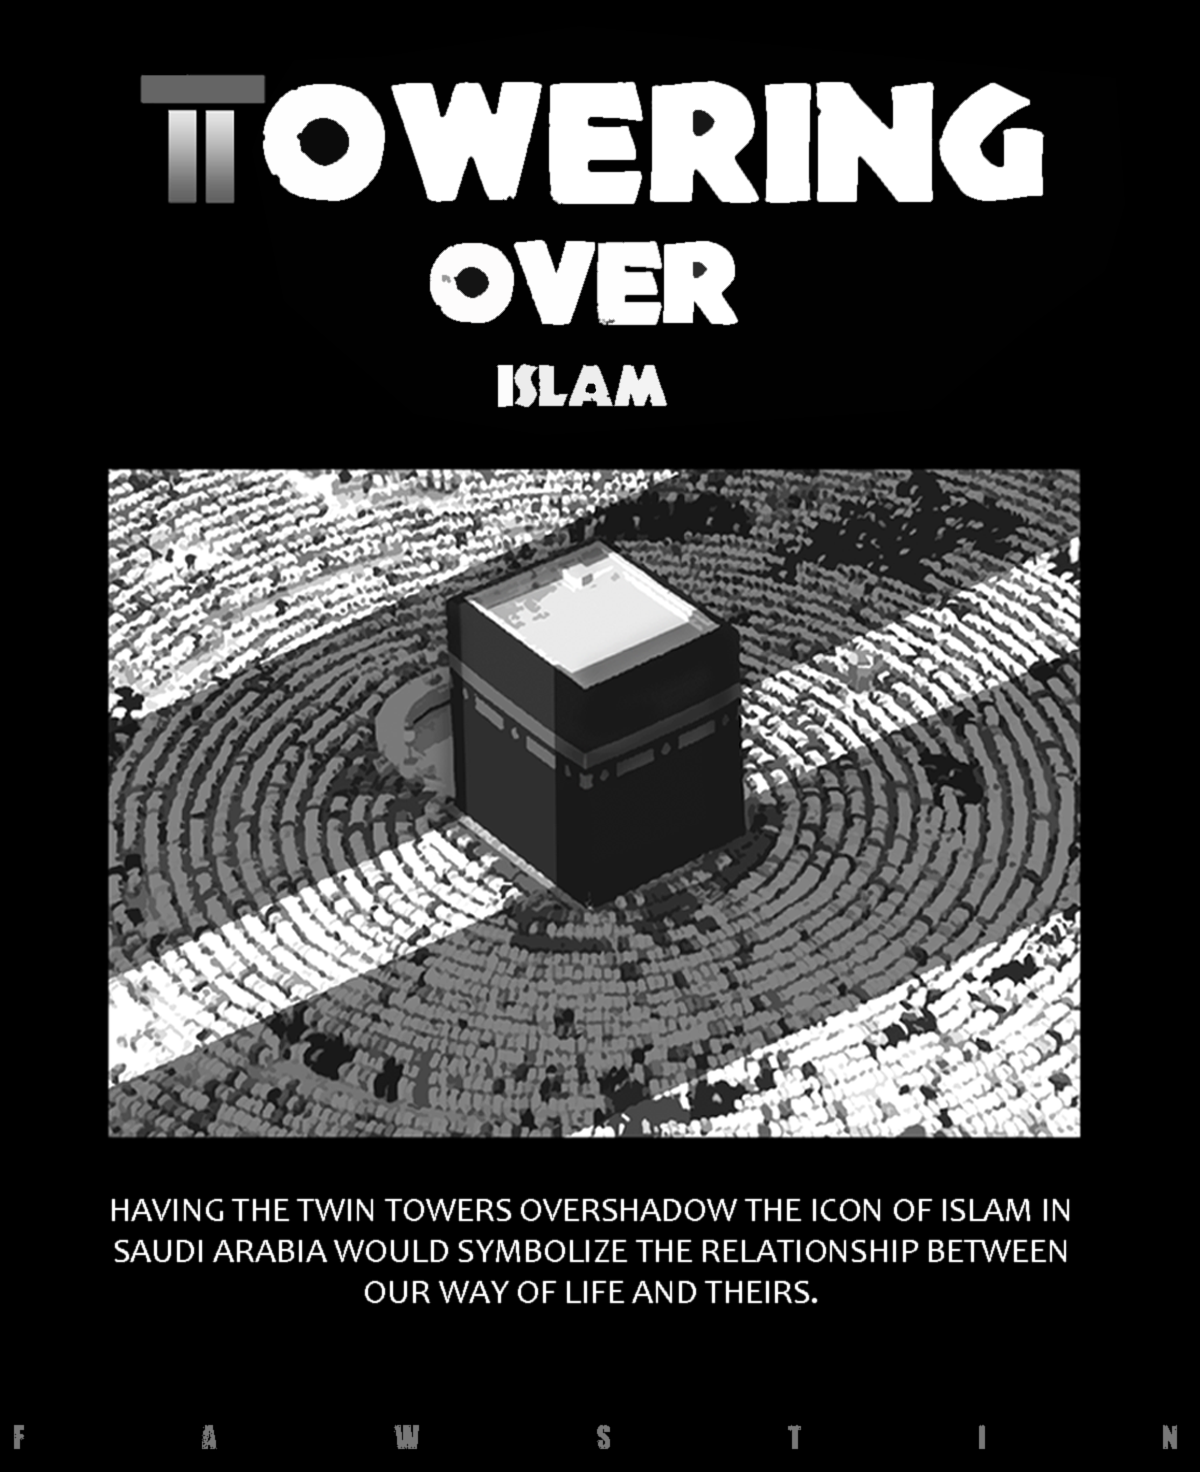 TOWERING
OVER
ISLAM
HAVING THE TWIN TOWERS OVERSHADOW THE ICON OF ISLAM IN
SAUDI ARABIA WOULD SYMBOLIZE THE RELATIONSHIP BETWEEN
OUR WAY OF LIFE AND THEIRS.
F A W S T I N